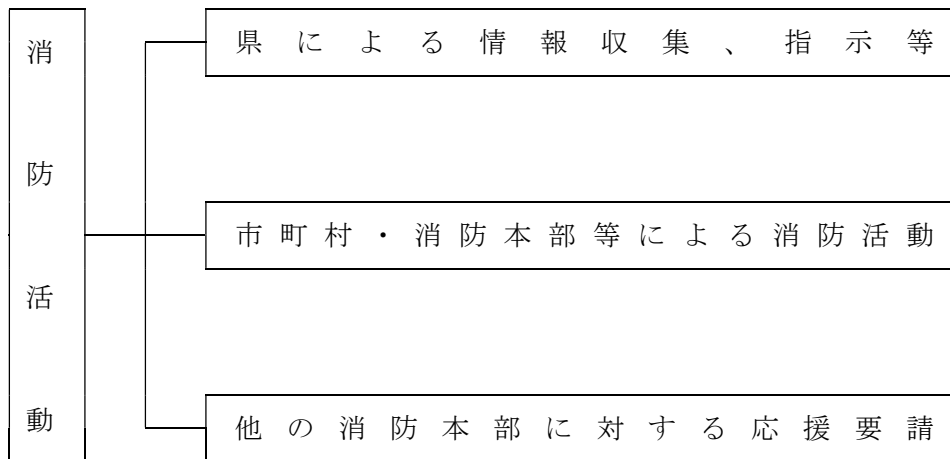 消防活動
県による情報収集、指示等
市町村・消防本部等による消防活動
他の消防本部に対する応援要請